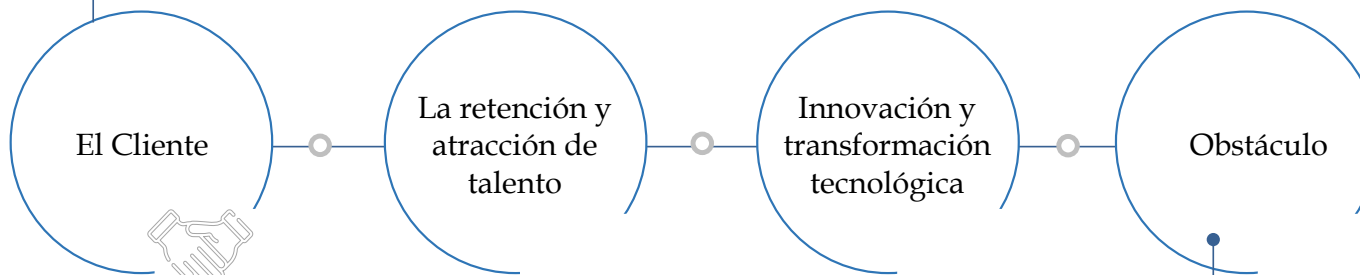 El Cliente
La retención y
atracción de
talento
Innovación y
transformación
tecnológica
Obstáculo